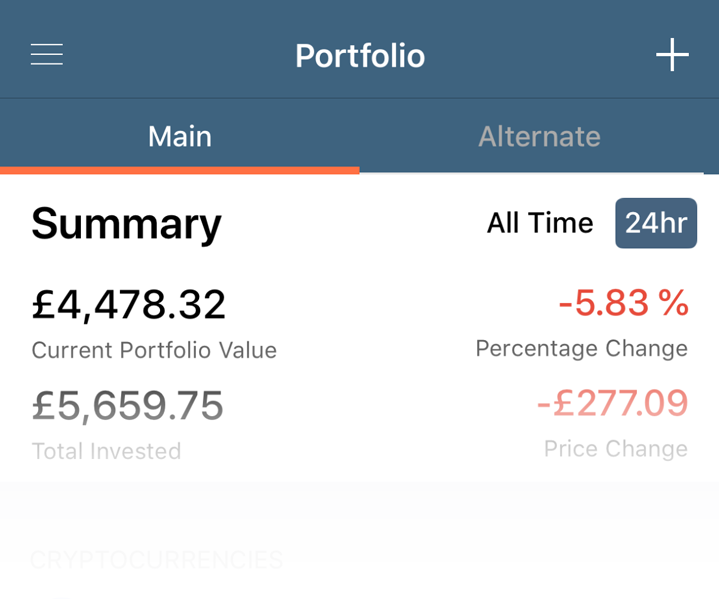 Portfolio
Main Alternate
Summary All Time 24hr
£4,478.32 -5.83 %
Current Portfolio Value Percentage Change
£5,659.75 -£277.09
Total Invested Price Change
CRYPTOCURRENCIES